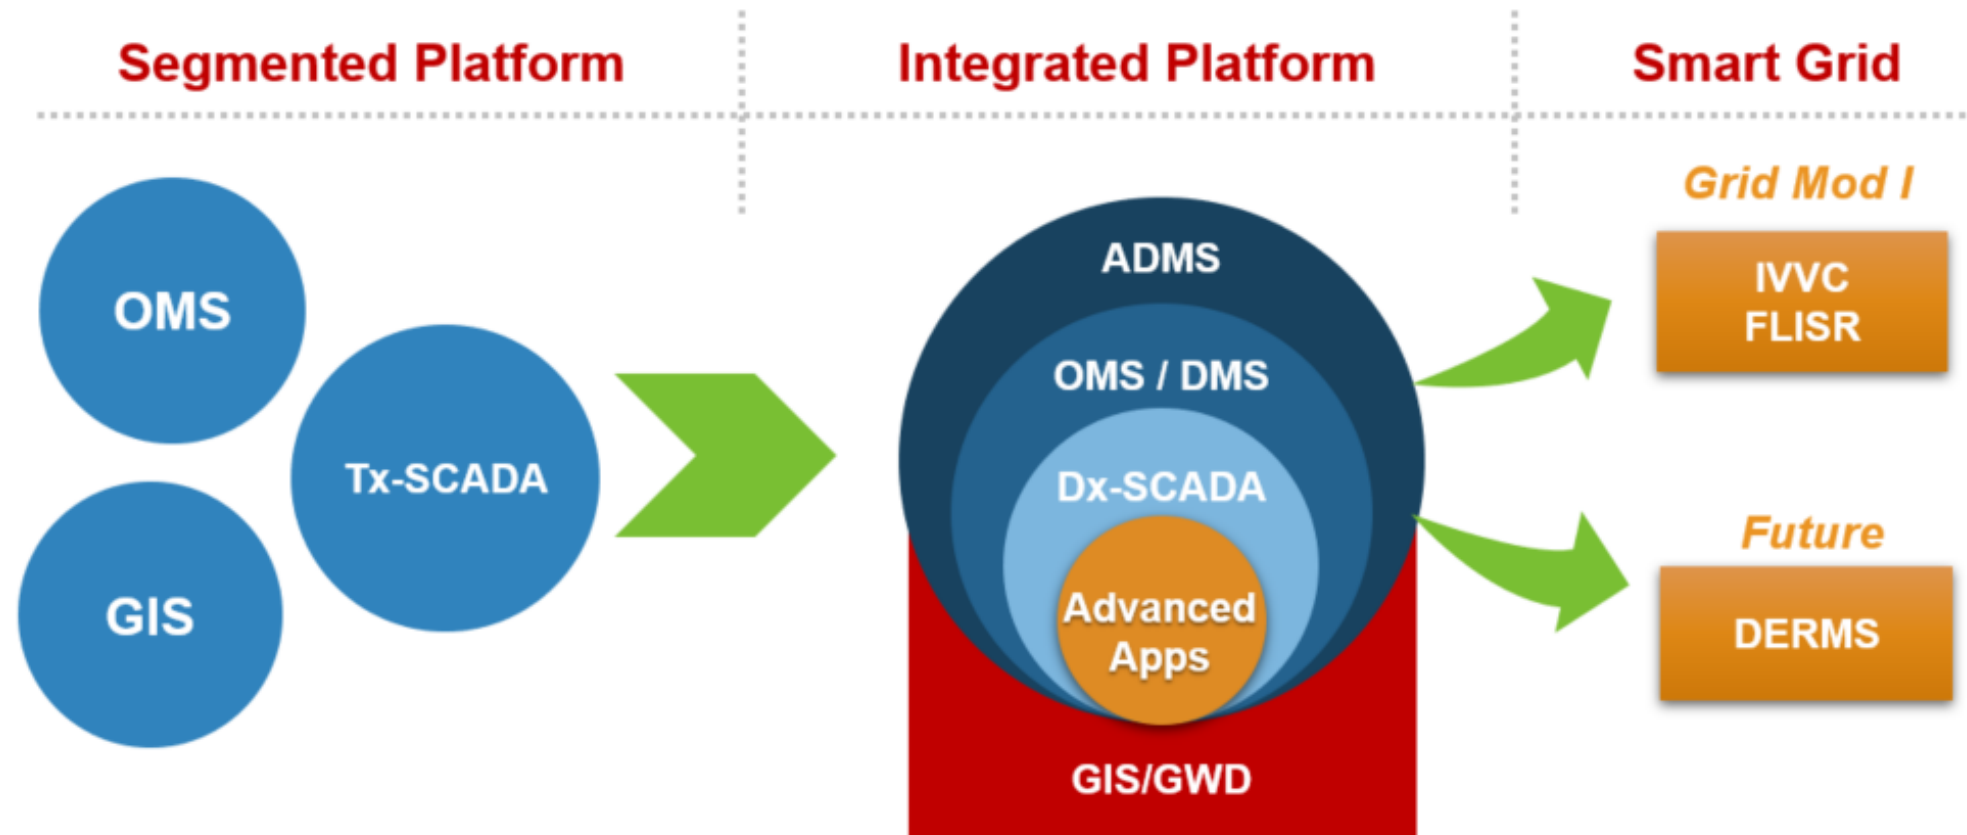 Segmented Platform
Integrated Platform
Smart Grid
OMS
Tx-SCADA
GIS
ADMS
OMS / DMS
Dx-SCADA
Advanced
Apps
GIS/GWD
Grid Mod I
IVVC
FLISR
Future
DERMS